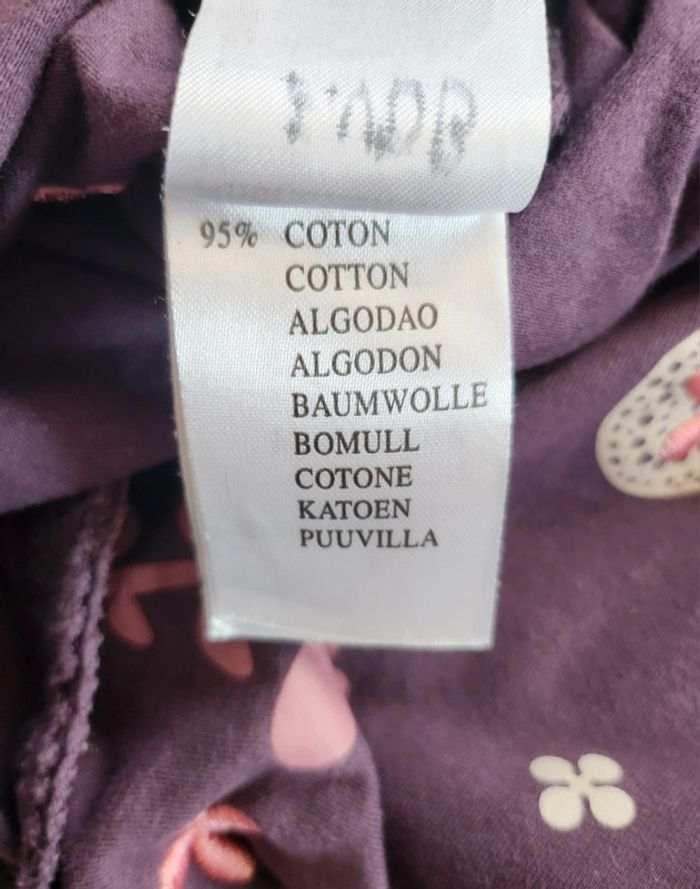 95% COTON
COTTON
ALGODAO
ALGODON
BAUMWOLLE
BOMULL
COTONE
KATOEN
PUUVILLA